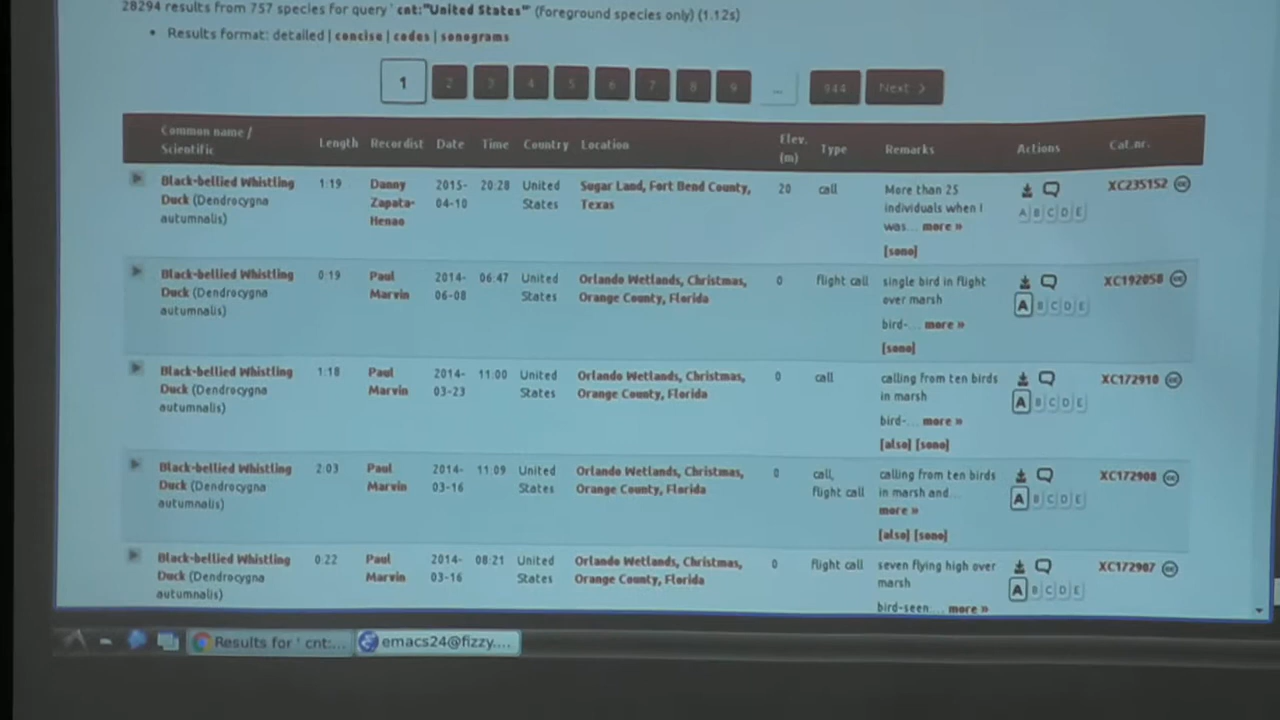 28294 results from 757 species for query ' cnt:"United States"' (foreground species only) (1.12s)
• Results format: detailed | concise | codes | sonograms
1 2 3 4 5 6 7 8 9 ... 944 Next >
Common name / Scientific Length Recordist Date Time Country Location Elev. (m) Type Remarks Actions Cat.nr.
Black-bellied Whistling 1:19 Danny 2015- 20:28 United Sugar Land, Fort Bend County, 20 call More than 25 XC235152
Duck (Dendrocygna Zapata- 04-10 States Texas individuals when I
autumnalis) Henao was... more » A B C D E
[sono]
Black-bellied Whistling 0:19 Paul 2014- 06:47 United Orlando Wetlands, Christmas, 0 flight call single bird in flight XC192058
Duck (Dendrocygna Marvin 06-08 States Orange County, Florida over marsh A B C D E
autumnalis) bird-... more »
[sono]
Black-bellied Whistling 1:18 Paul 2014- 11:00 United Orlando Wetlands, Christmas, 0 call calling from ten birds XC172910
Duck (Dendrocygna Marvin 03-23 States Orange County, Florida in marsh A B C D E
autumnalis) bird-... more »
[also] [sono]
Black-bellied Whistling 2:03 Paul 2014- 11:09 United Orlando Wetlands, Christmas, 0 call, calling from ten birds XC172908
Duck (Dendrocygna Marvin 03-16 States Orange County, Florida flight call in marsh and... A B C D E
autumnalis) more »
[also] [sono]
Black-bellied Whistling 0:22 Paul 2014- 08:21 United Orlando Wetlands, Christmas, 0 flight call seven flying high over XC172907
Duck (Dendrocygna Marvin 03-16 States Orange County, Florida marsh A B C D E
autumnalis) bird-seen.... more »
Results for ' cnt:... emacs24@fizzy....